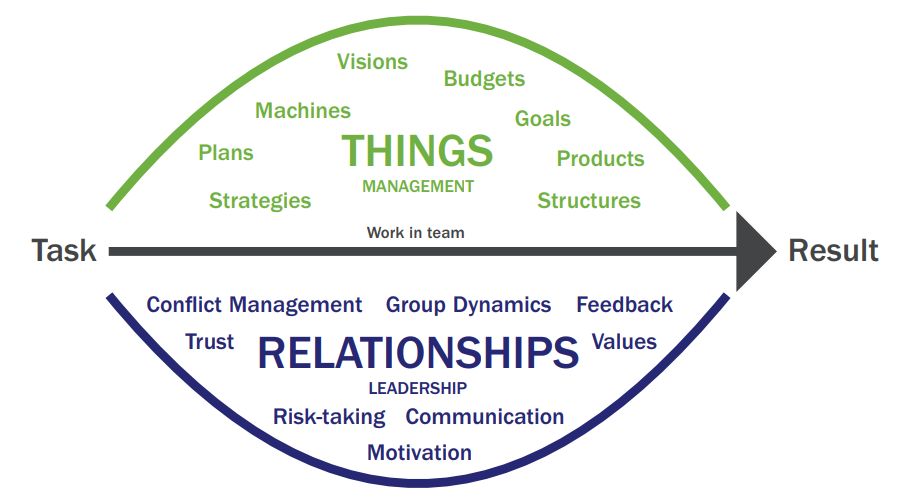 Visions
Budgets
Machines
Goals
Plans
THINGS
Products
MANAGEMENT
Strategies
Structures
Work in team
Task
Result
Conflict Management Group Dynamics Feedback
Trust RELATIONSHIPS Values
LEADERSHIP
Risk-taking Communication
Motivation